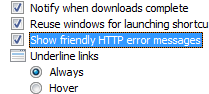 Notify when downloads complete
Reuse windows for launching shortcu
Show friendly HTTP error messages
Underline links
Always
Hover